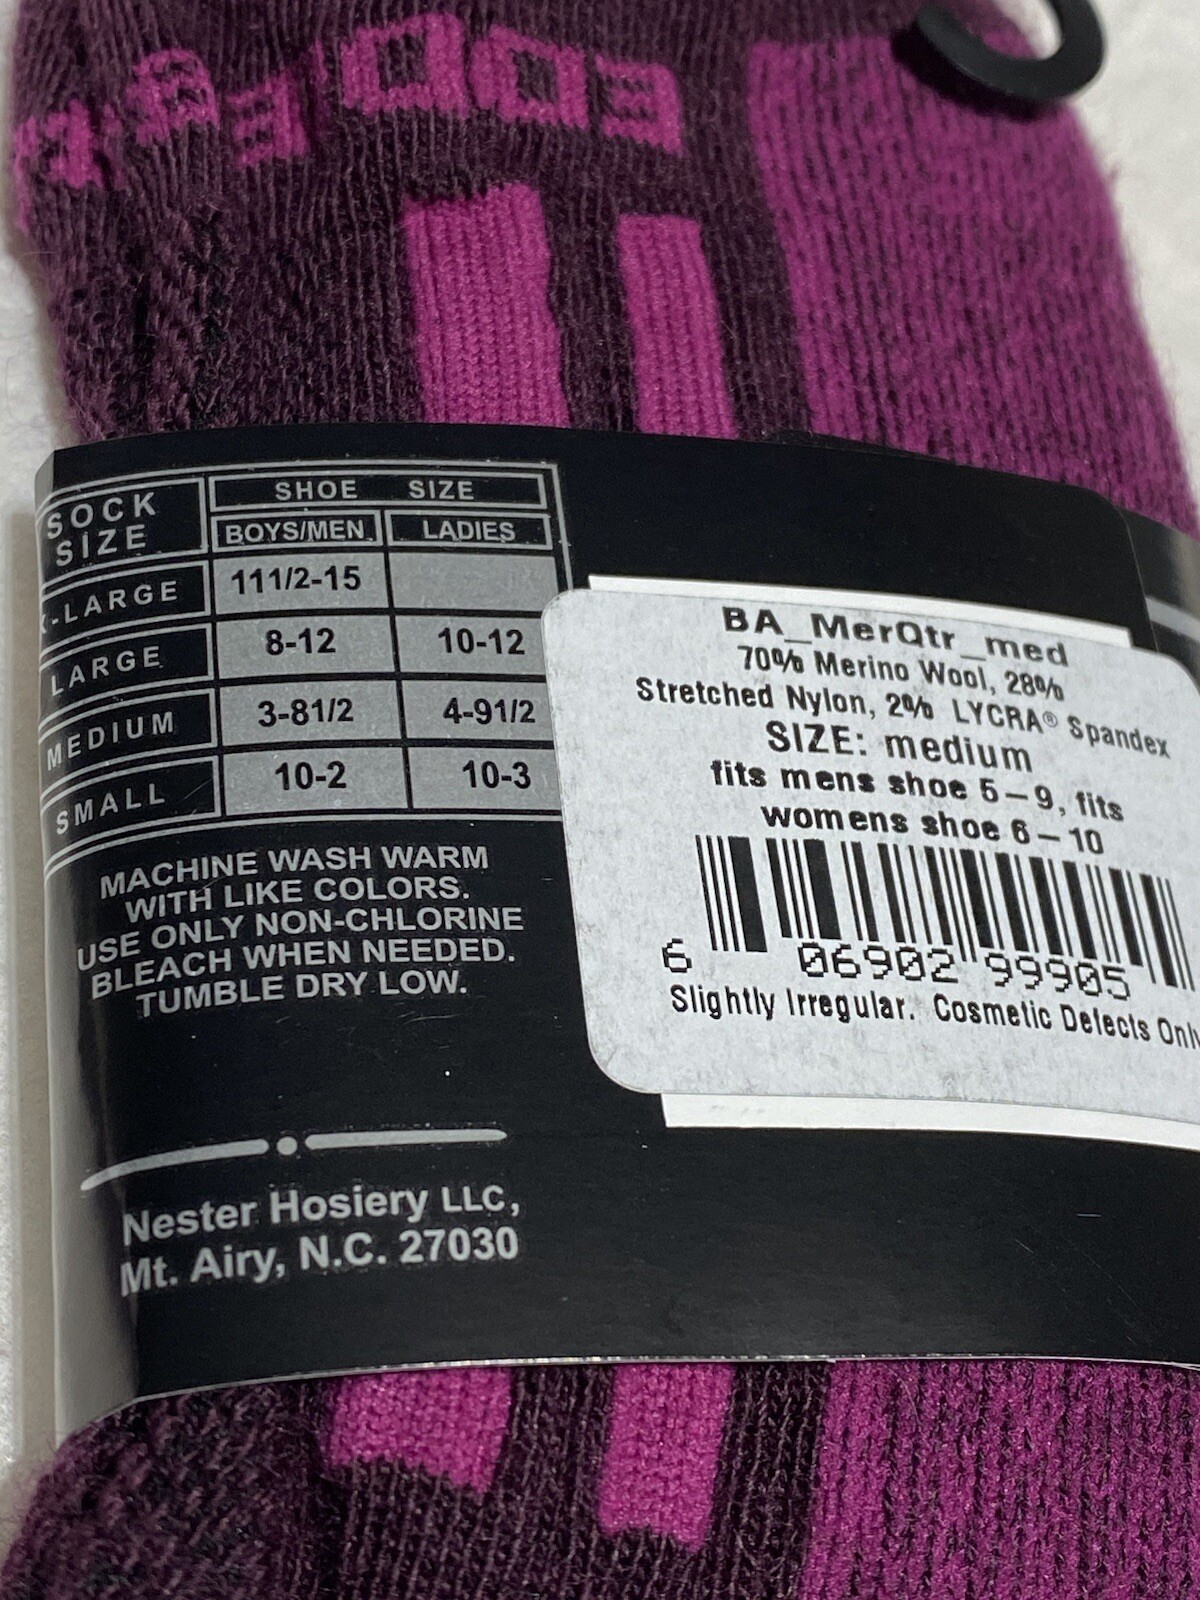 SOCK
SIZE
SHOE SIZE
BOYS/MEN LADIES
X-LARGE 111/2-15
LARGE 8-12 10-12
MEDIUM 3-81/2 4-91/2
SMALL 10-2 10-3
MACHINE WASH WARM
WITH LIKE COLORS.
USE ONLY NON-CHLORINE
BLEACH WHEN NEEDED.
TUMBLE DRY LOW.
Nester Hosiery LLC,
Mt. Airy, N.C. 27030
BA_MerQtr_med
70% Merino Wool, 28%
Stretched Nylon, 2% LYCRA® Spandex
SIZE: medium
fits mens shoe 5-9, fits
womens shoe 6-10
6 06902 99905
Slightly Irregular. Cosmetic Defects Only